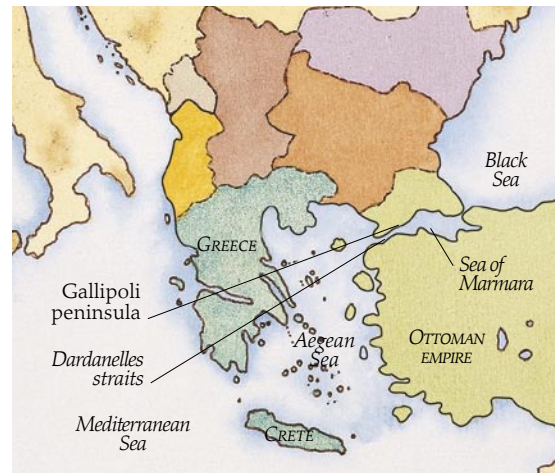 Black
Sea
GREECE
Sea of
Marmara
Gallipoli
peninsula
OTTOMAN
EMPIRE
Aegean
Sea
Dardanelles
straits
Mediterranean
Sea
CRETE